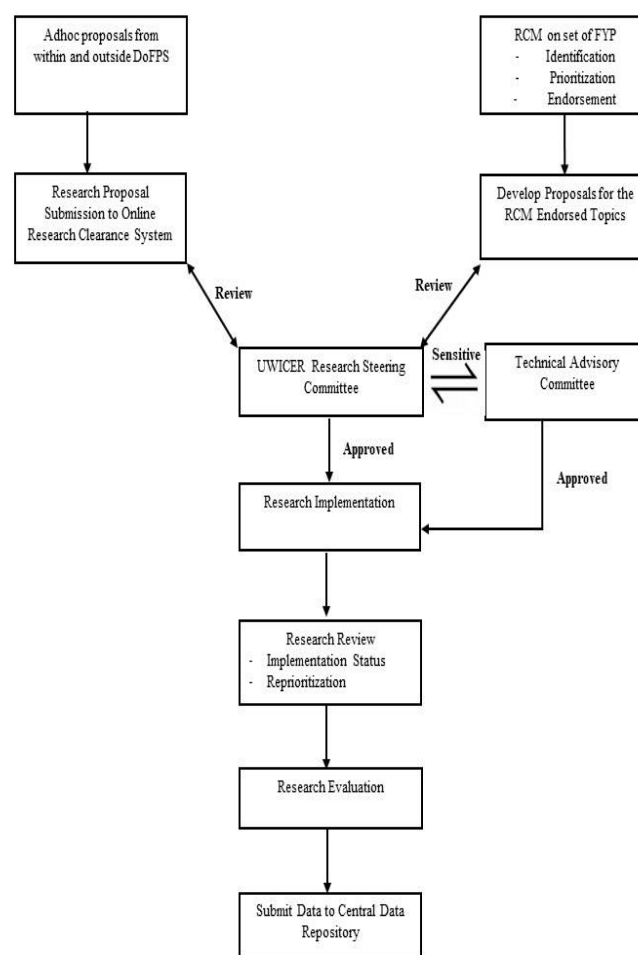 Adhoc proposals from
within and outside DoFPS
RCM on set of FYP
- Identification
- Prioritization
- Endorsement
Research Proposal
Submission to Online
Research Clearance System
Develop Proposals for the
RCM Endorsed Topics
Review
Review
UWICER Research Steering
Committee
Sensitive
Technical Advisory
Committee
Approved
Approved
Research Implementation
Research Review
- Implementation Status
- Reprioritization
Research Evaluation
Submit Data to Central Data
Repository